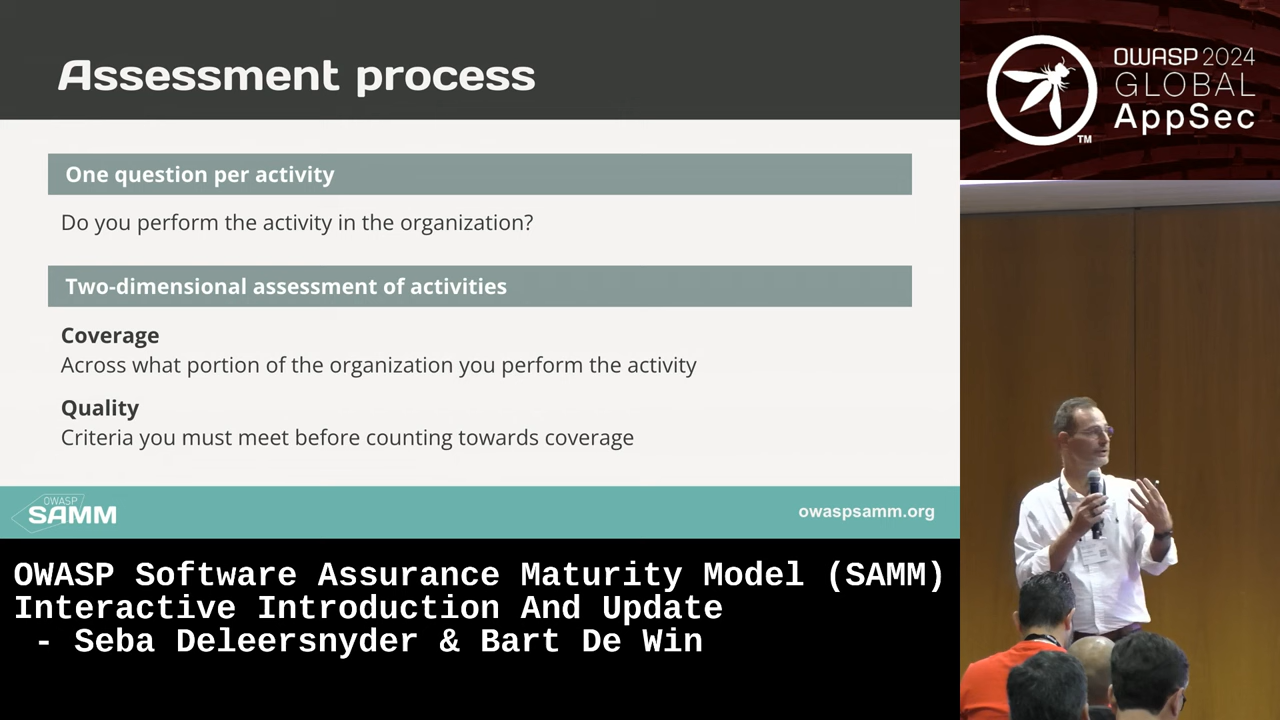 Assessment process
One question per activity
Do you perform the activity in the organization?
Two-dimensional assessment of activities
Coverage
Across what portion of the organization you perform the activity
Quality
Criteria you must meet before counting towards coverage
OWASP
SAMM
owaspsamm.org
OWASP Software Assurance Maturity Model (SAMM)
Interactive Introduction And Update
- Seba Deleersnyder & Bart De Win
OWASP 2024
GLOBAL
AppSec
TM